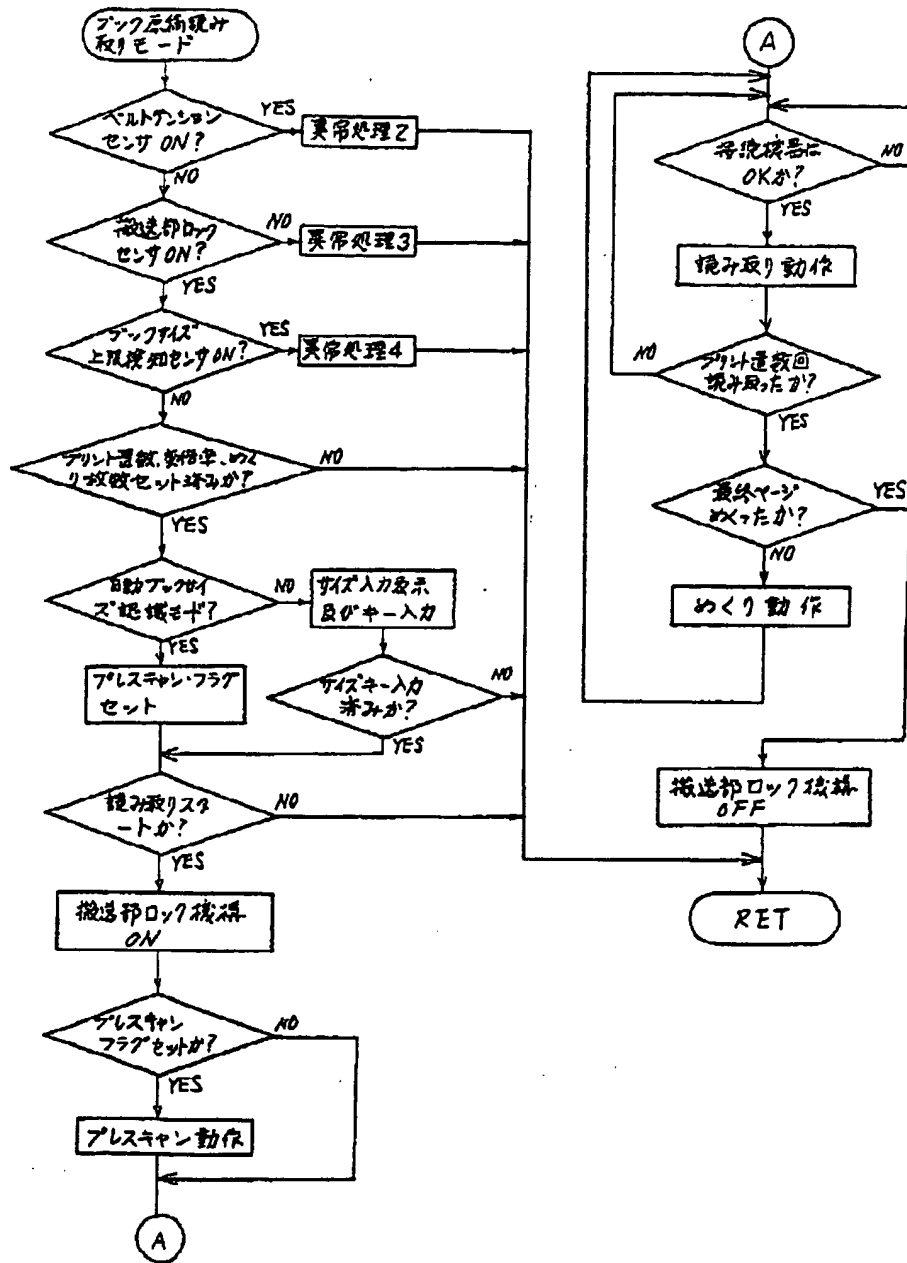 ブック原稿読み
取りモード
ベルトテンション
センサ ON?
YES
異常処理2
NO
搬送部ロック
センサ ON?
NO
異常処理3
YES
ブックサイズ
上限検知センサON?
YES
異常処理4
NO
プリント置数、変倍率、めく
り枚数セット済みか?
NO
YES
自動ブックサイ
ズ認識モード?
NO
サイズ入力表示
及びキー入力
YES
プレスキャン・フラグ
セット
サイズキー入力
済みか?
NO
YES
読み取りスタ
ートか?
NO
YES
搬送部ロック機構
ON
プレスキャン
フラグセットか?
NO
YES
プレスキャン動作
A
A
接続機器は
OKか?
NO
YES
読み取り動作
プリント置数回
読み取ったか?
NO
YES
最終ページ
めくったか?
YES
NO
めくり動作
搬送部ロック機構
OFF
RET